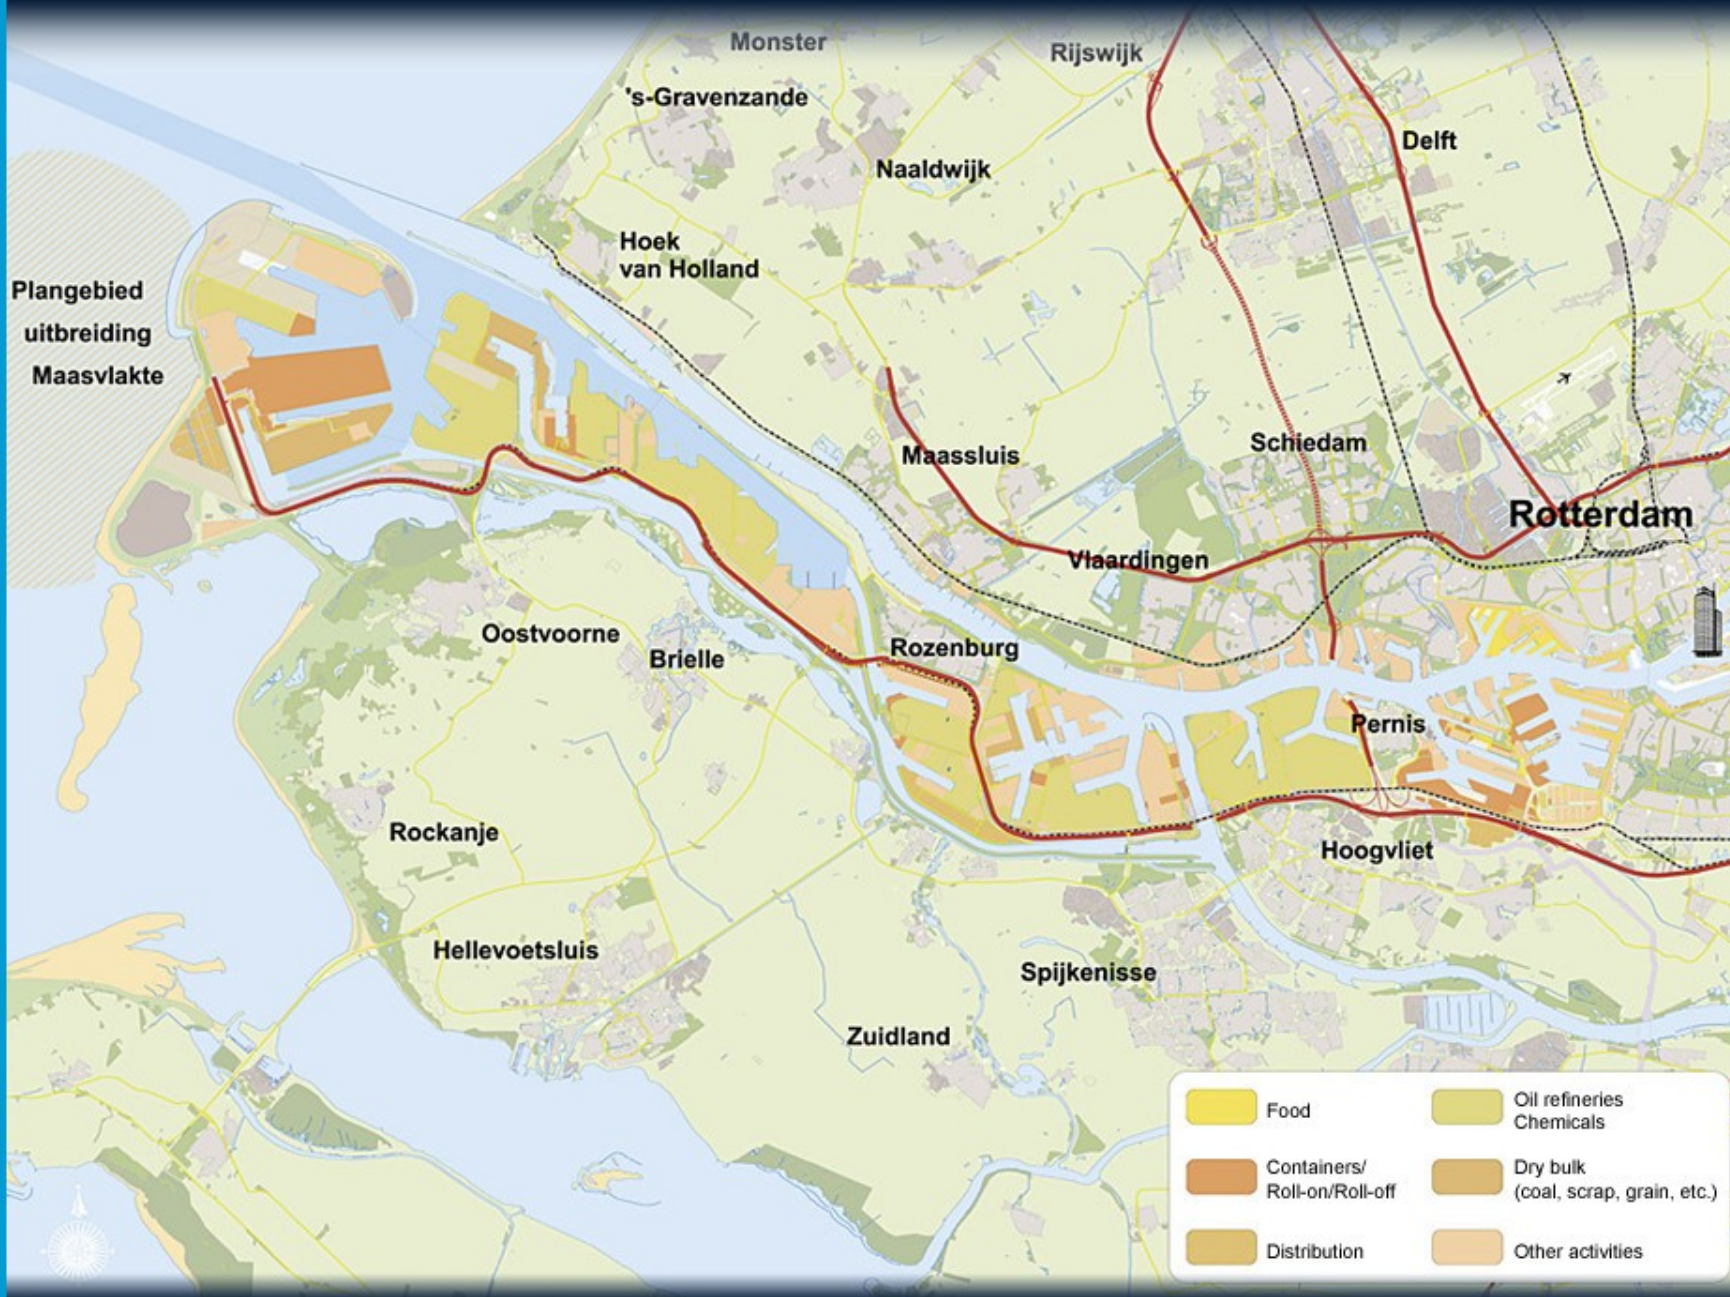 Monster
Rijswijk
's-Gravenzande
Delft
Naaldwijk
Hoek
van Holland
Plangebied
uitbreiding
Maasvlakte
Maassluis
Schiedam
Rotterdam
Vlaardingen
Oostvoorne
Brielle
Rozenburg
Pernis
Rockanje
Hoogvliet
Hellevoetsluis
Spijkenisse
Zuidland
Food
Oil refineries
Chemicals
Containers/
Roll-on/Roll-off
Dry bulk
(coal, scrap, grain, etc.)
Distribution
Other activities